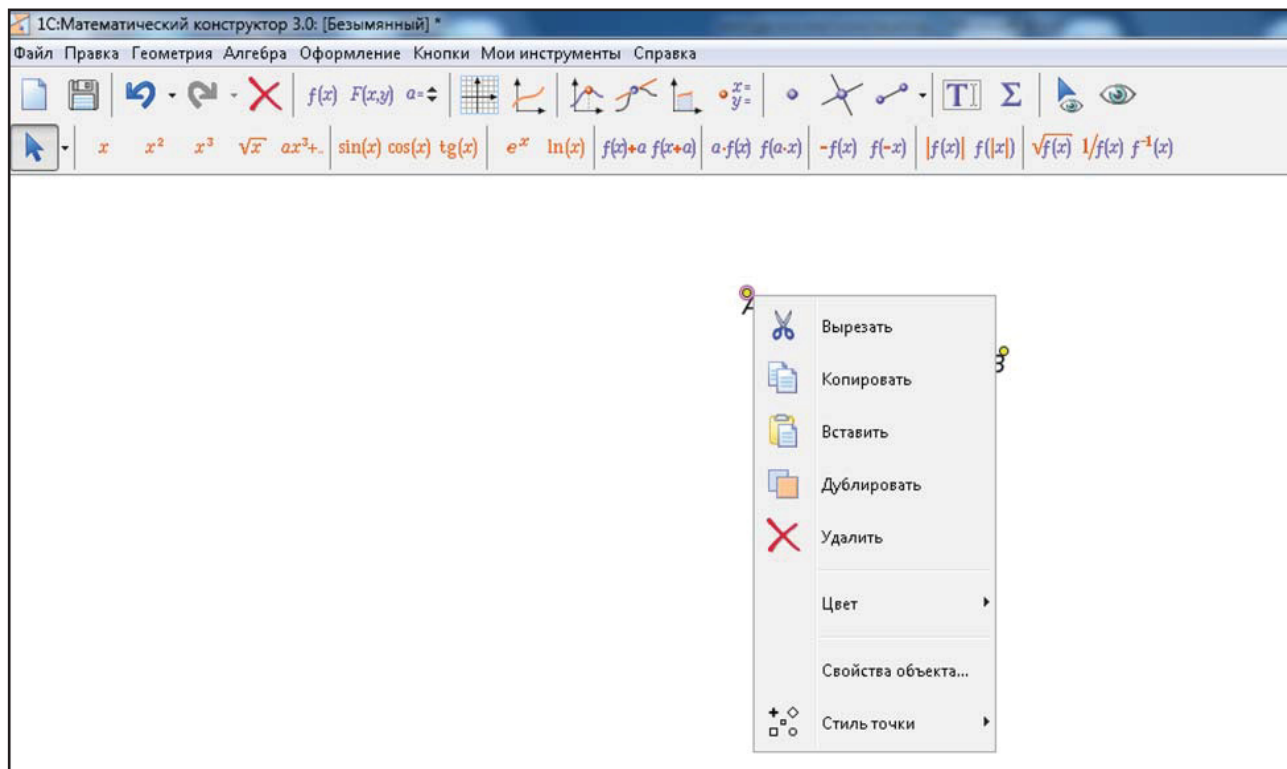 1С:Математический конструктор 3.0: [Безымянный] *
Файл Правка Геометрия Алгебра Оформление Кнопки Мои инструменты Справка
f(x) F(x,y) a= x= y= T Σ
x x² x³ √x ax³+.. sin(x) cos(x) tg(x) eˣ ln(x) f(x)+a f(x+a) a·f(x) f(a·x) -f(x) f(-x) |f(x)| f(|x|) √f(x) 1/f(x) f⁻¹(x)
A
Вырезать
B
Копировать
Вставить
Дублировать
Удалить
Цвет
Свойства объекта...
Стиль точки